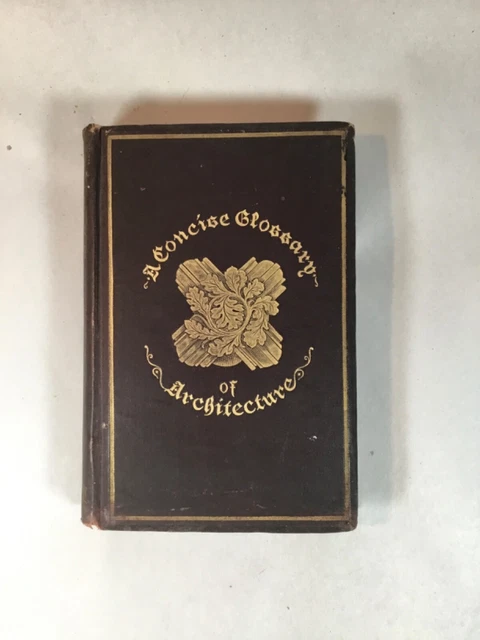 A Concise Glossary
of
Architecture